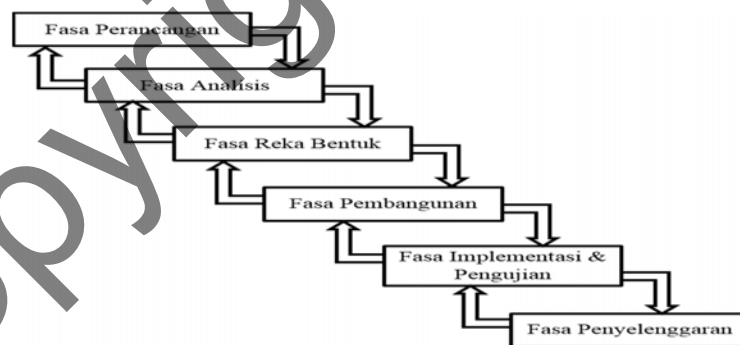 Fasa Perancangan
Fasa Analisis
Fasa Reka Bentuk
Fasa Pembangunan
Fasa Implementasi &
Pengujian
Fasa Penyelenggaran